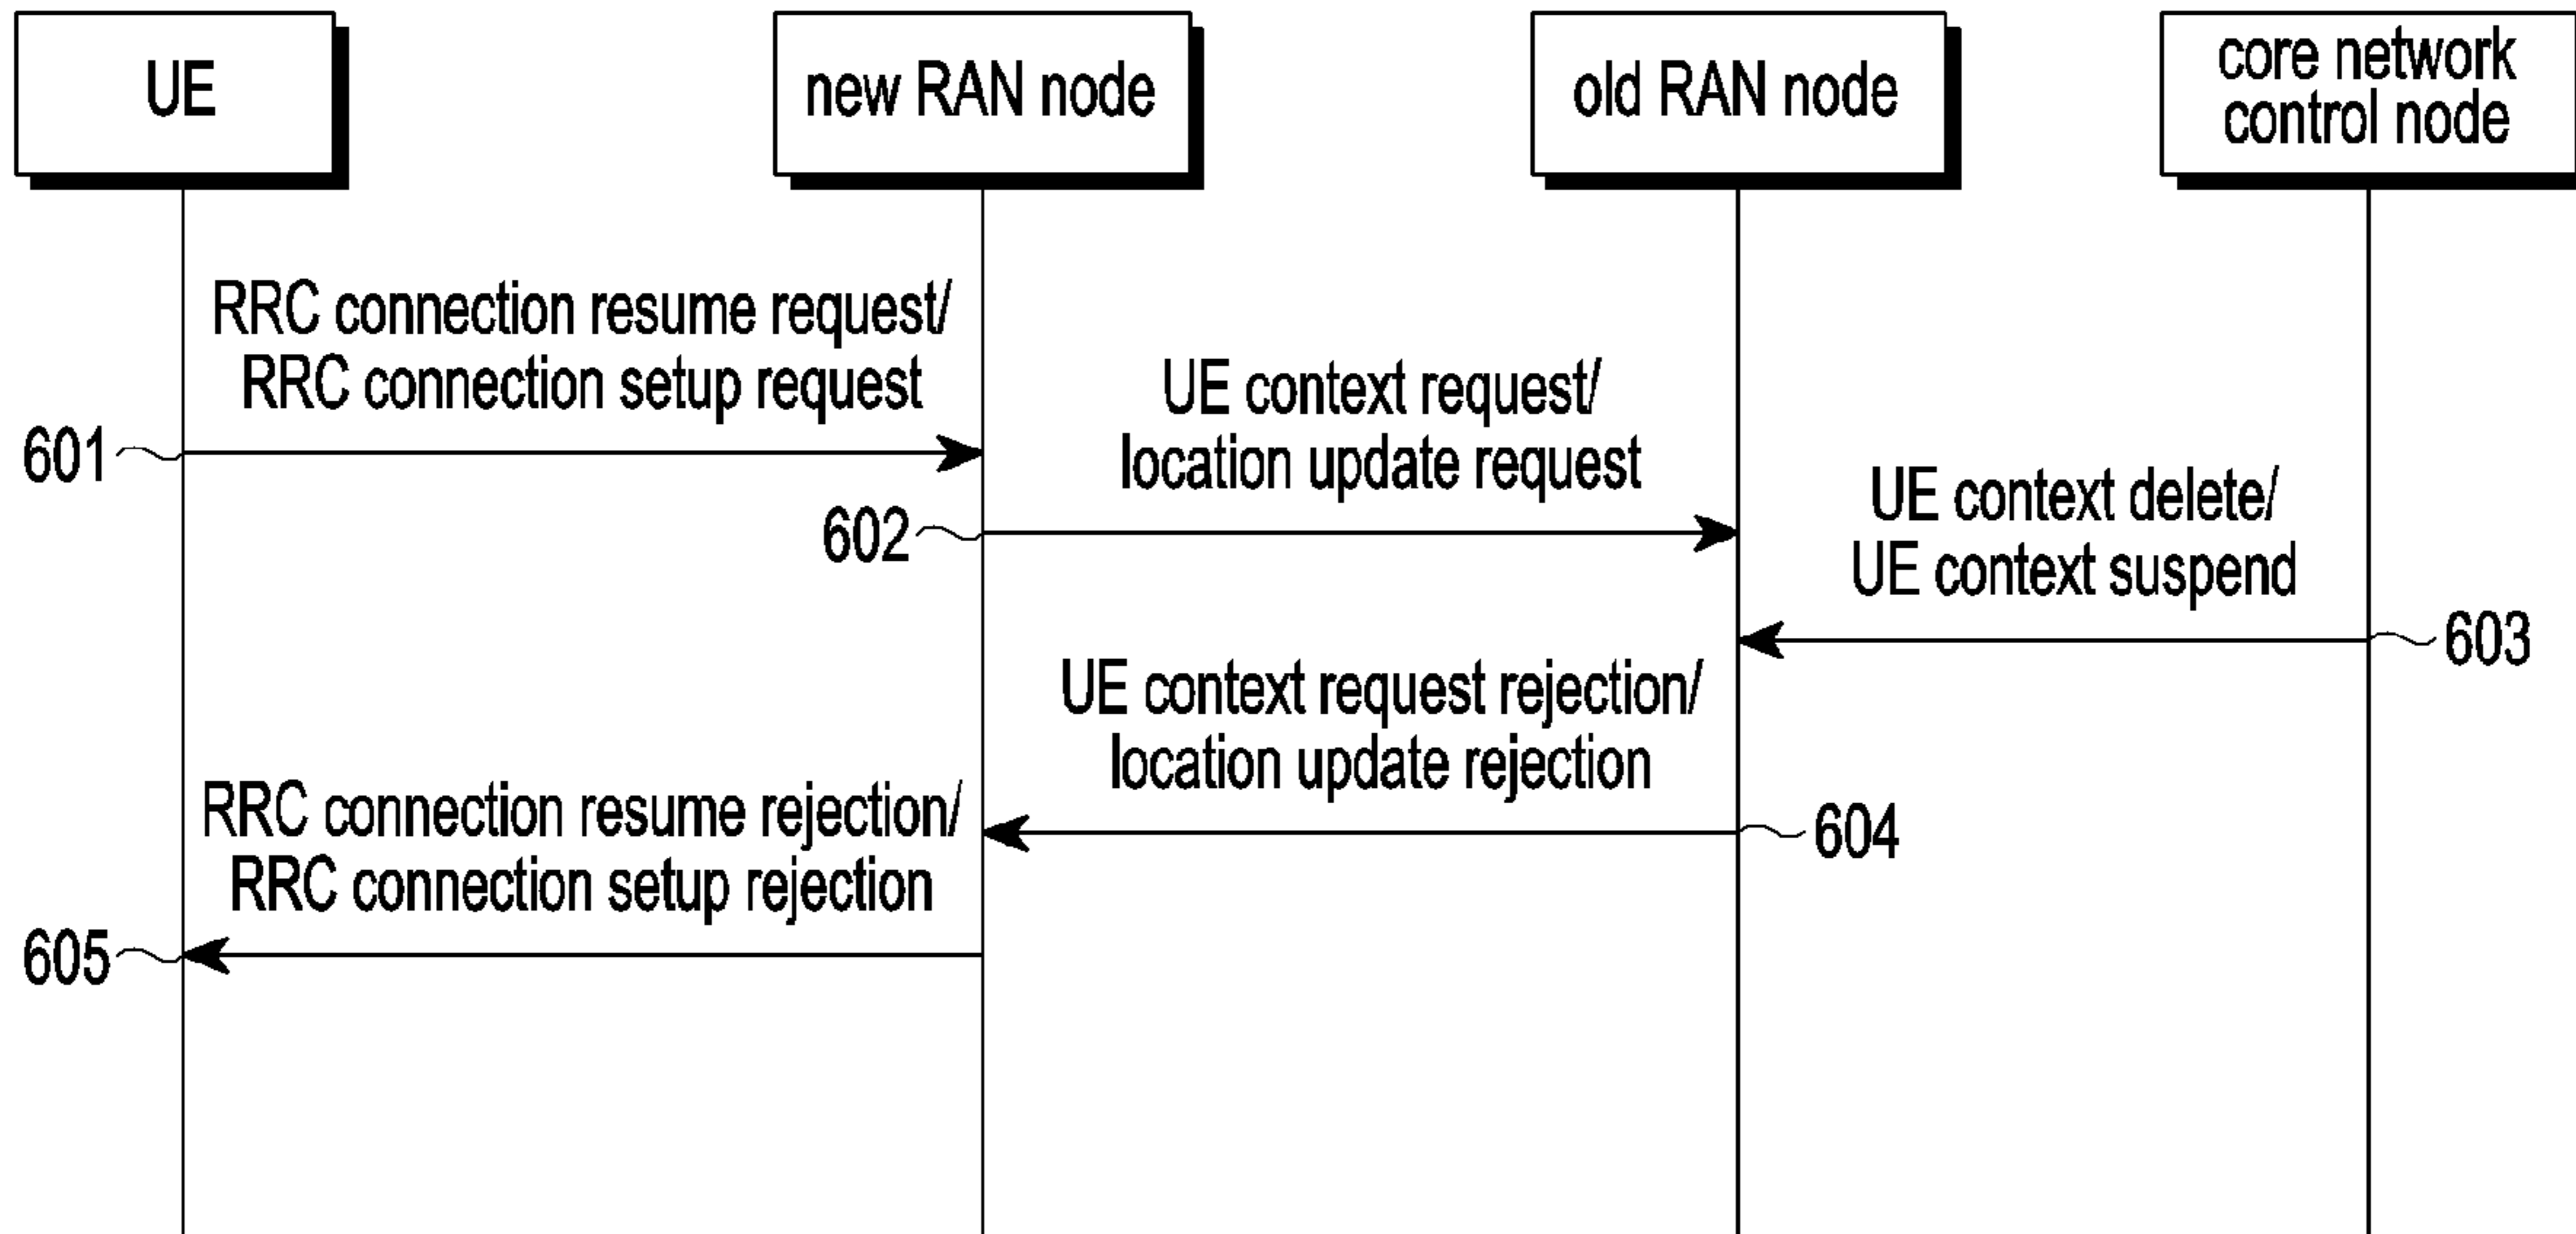 UE
new RAN node
old RAN node
core network
control node
RRC connection resume request/
RRC connection setup request
601
UE context request/
location update request
602
UE context delete/
UE context suspend
603
UE context request rejection/
location update rejection
604
RRC connection resume rejection/
RRC connection setup rejection
605